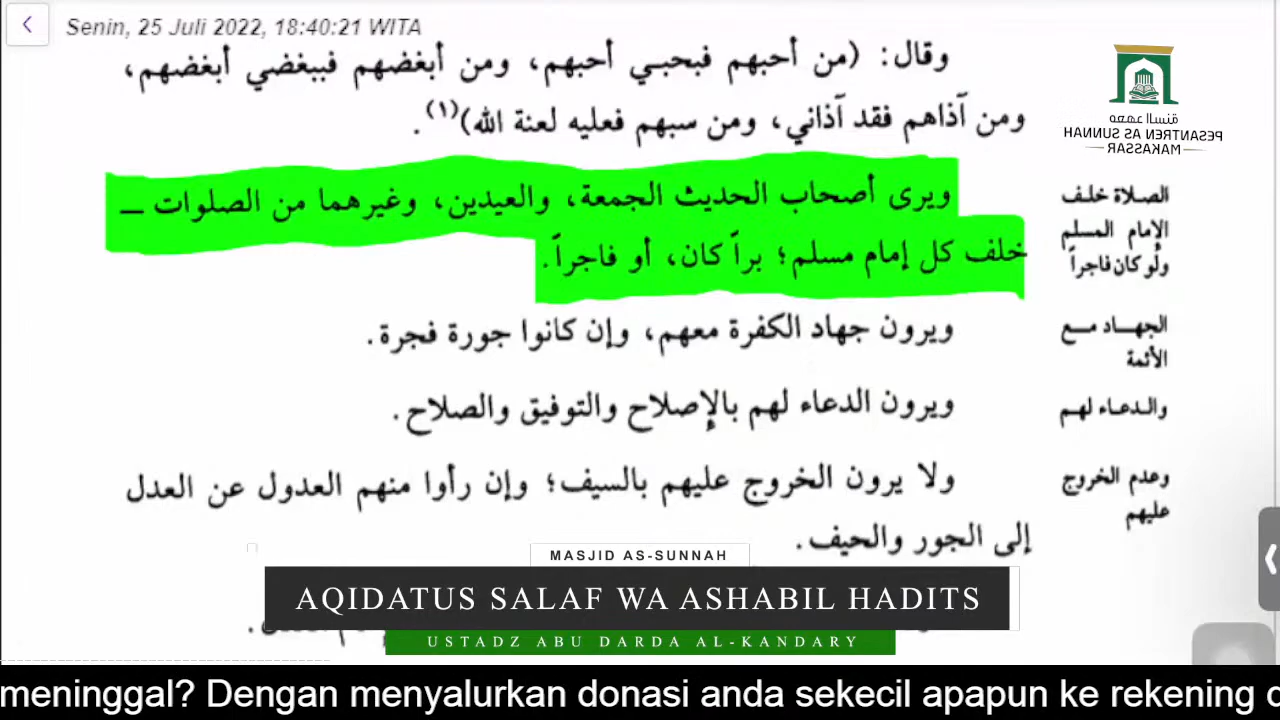 Senin, 25 Juli 2022, 18:40:21 WITA
وقال: (من أحبهم فبحبي أحبهم، ومن أبغضهم فببغضي أبغضهم،
ومن آذاهم فقد آذاني، ومن سبهم فعليه لعنة الله)(١).
معهد السنة
PESANTREN AS SUNNAH
MAKASSAR
ويرى أصحاب الحديث الجمعة، والعيدين، وغيرهما من الصلوات ــ
خلف كل إمام مسلم؛ براً كان، أو فاجراً.
الصلاة خلف
الإمام المسلم
ولو كان فاجراً
ويرون جهاد الكفرة معهم، وإن كانوا جورة فجرة.
الجهاد مع
الأئمة
ويرون الدعاء لهم بالإصلاح والتوفيق والصلاح.
والدعاء لهم
ولا يرون الخروج عليهم بالسيف؛ وإن رأوا منهم العدول عن العدل
إلى الجور والحيف.
وعدم الخروج
عليهم
MASJID AS-SUNNAH
AQIDATUS SALAF WA ASHABIL HADITS
USTADZ ABU DARDA AL-KANDARY
meninggal? Dengan menyalurkan donasi anda sekecil apapun ke rekening